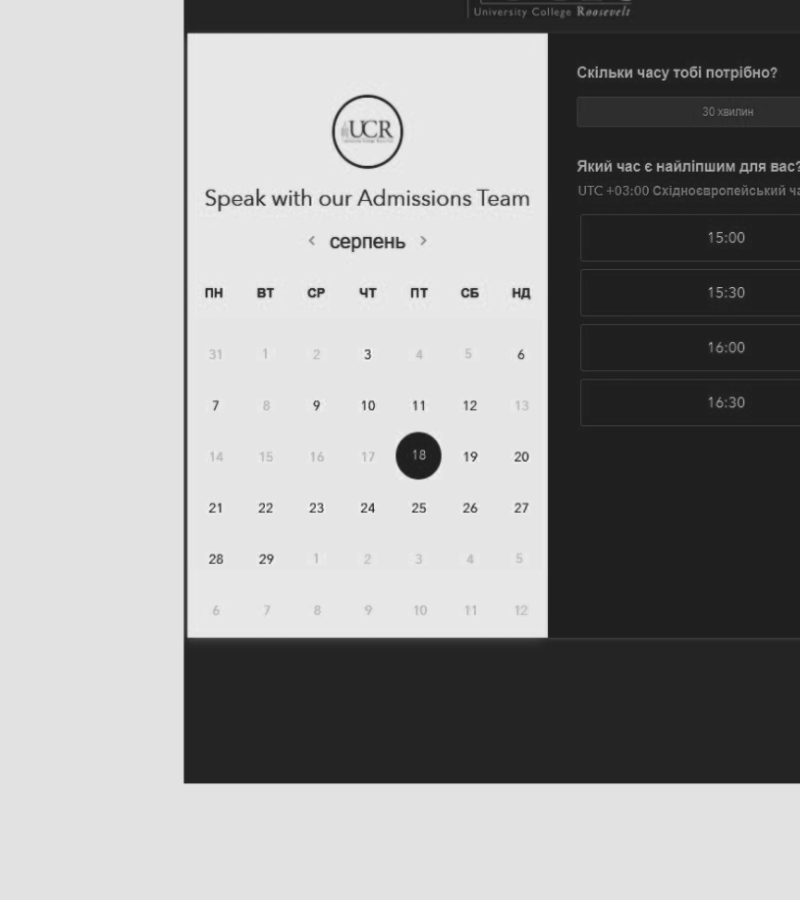 University College Roosevelt
UCR
Speak with our Admissions Team
< серпень >
ПН ВТ СР ЧТ ПТ СБ НД
31 1 2 3 4 5 6
7 8 9 10 11 12 13
14 15 16 17 18 19 20
21 22 23 24 25 26 27
28 29 1 2 3 4 5
6 7 8 9 10 11 12
Скільки часу тобі потрібно?
30 хвилин
Який час є найліпшим для вас?
UTC +03:00 Східноєвропейський ча
15:00
15:30
16:00
16:30